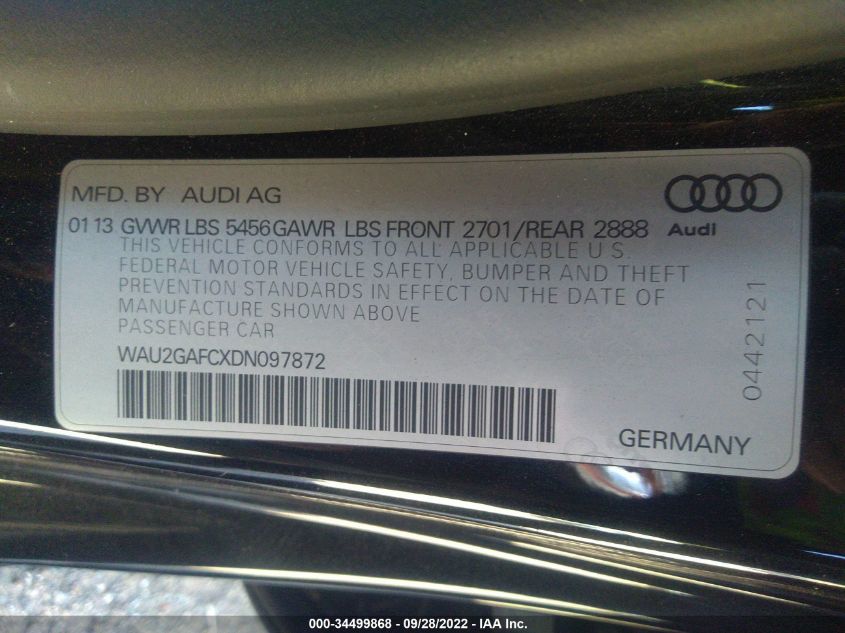 MFD. BY AUDI AG
01 13 GVWR LBS 5456 GAWR LBS FRONT 2701/REAR 2888
Audi
THIS VEHICLE CONFORMS TO ALL APPLICABLE U S.
FEDERAL MOTOR VEHICLE SAFETY, BUMPER AND THEFT
PREVENTION STANDARDS IN EFFECT ON THE DATE OF
MANUFACTURE SHOWN ABOVE
PASSENGER CAR
WAU2GAFCXDN097872
0442121
GERMANY
000-34499868 - 09/28/2022 - IAA Inc.